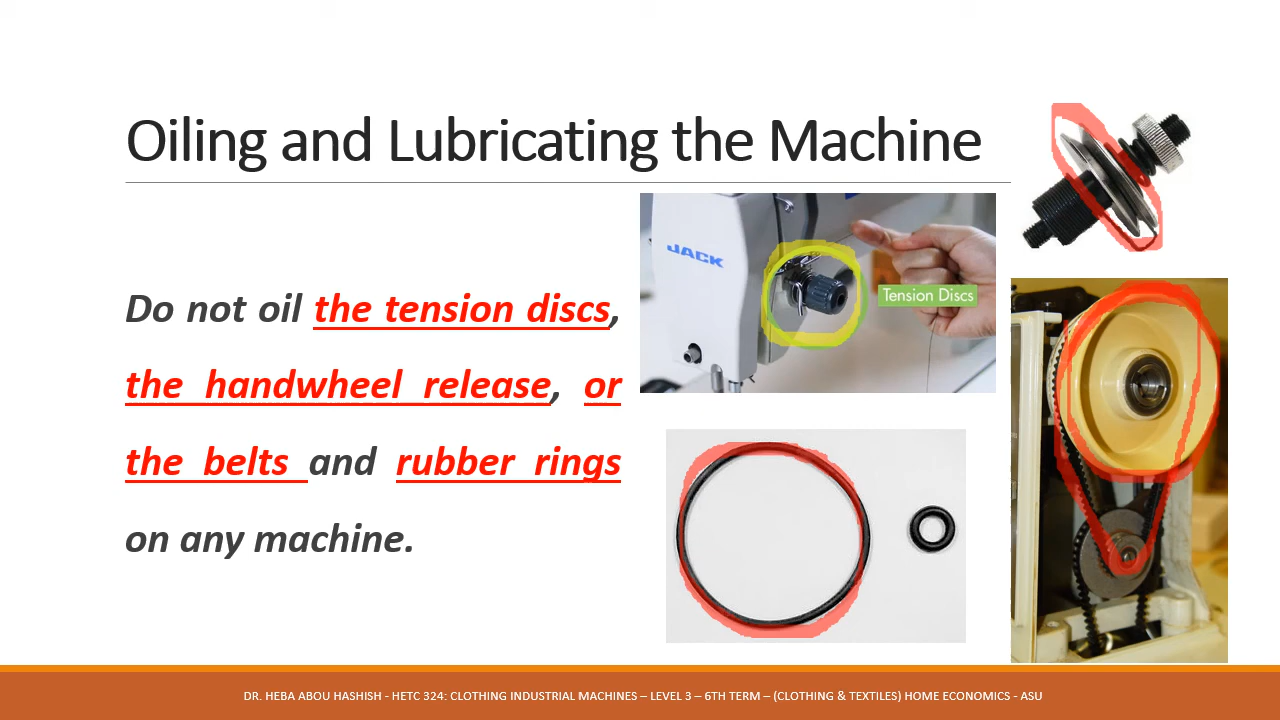 Oiling and Lubricating the Machine
Do not oil the tension discs,
the handwheel release, or
the belts and rubber rings
on any machine.
JACK
Tension Discs
DR. HEBA ABOU HASHISH - HETC 324: CLOTHING INDUSTRIAL MACHINES – LEVEL 3 – 6TH TERM – (CLOTHING & TEXTILES) HOME ECONOMICS - ASU